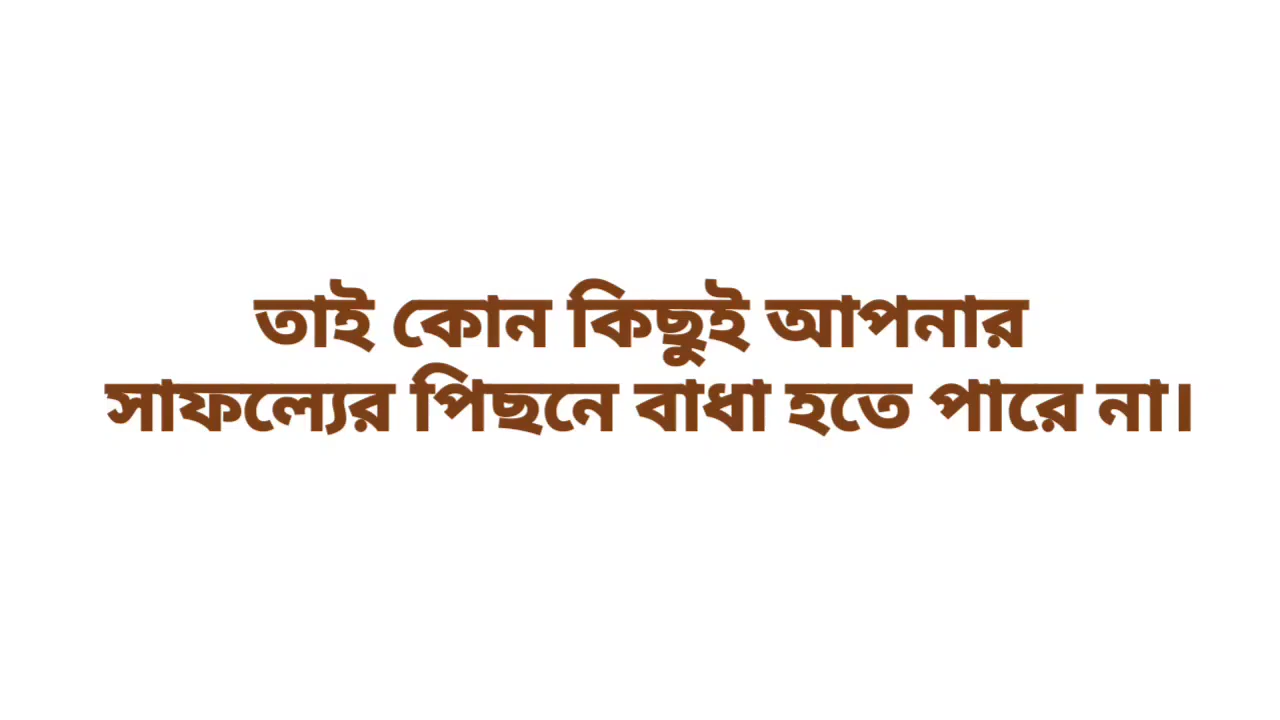 তাই কোন কিছুই আপনার
সাফল্যের পিছনে বাধা হতে পারে না।